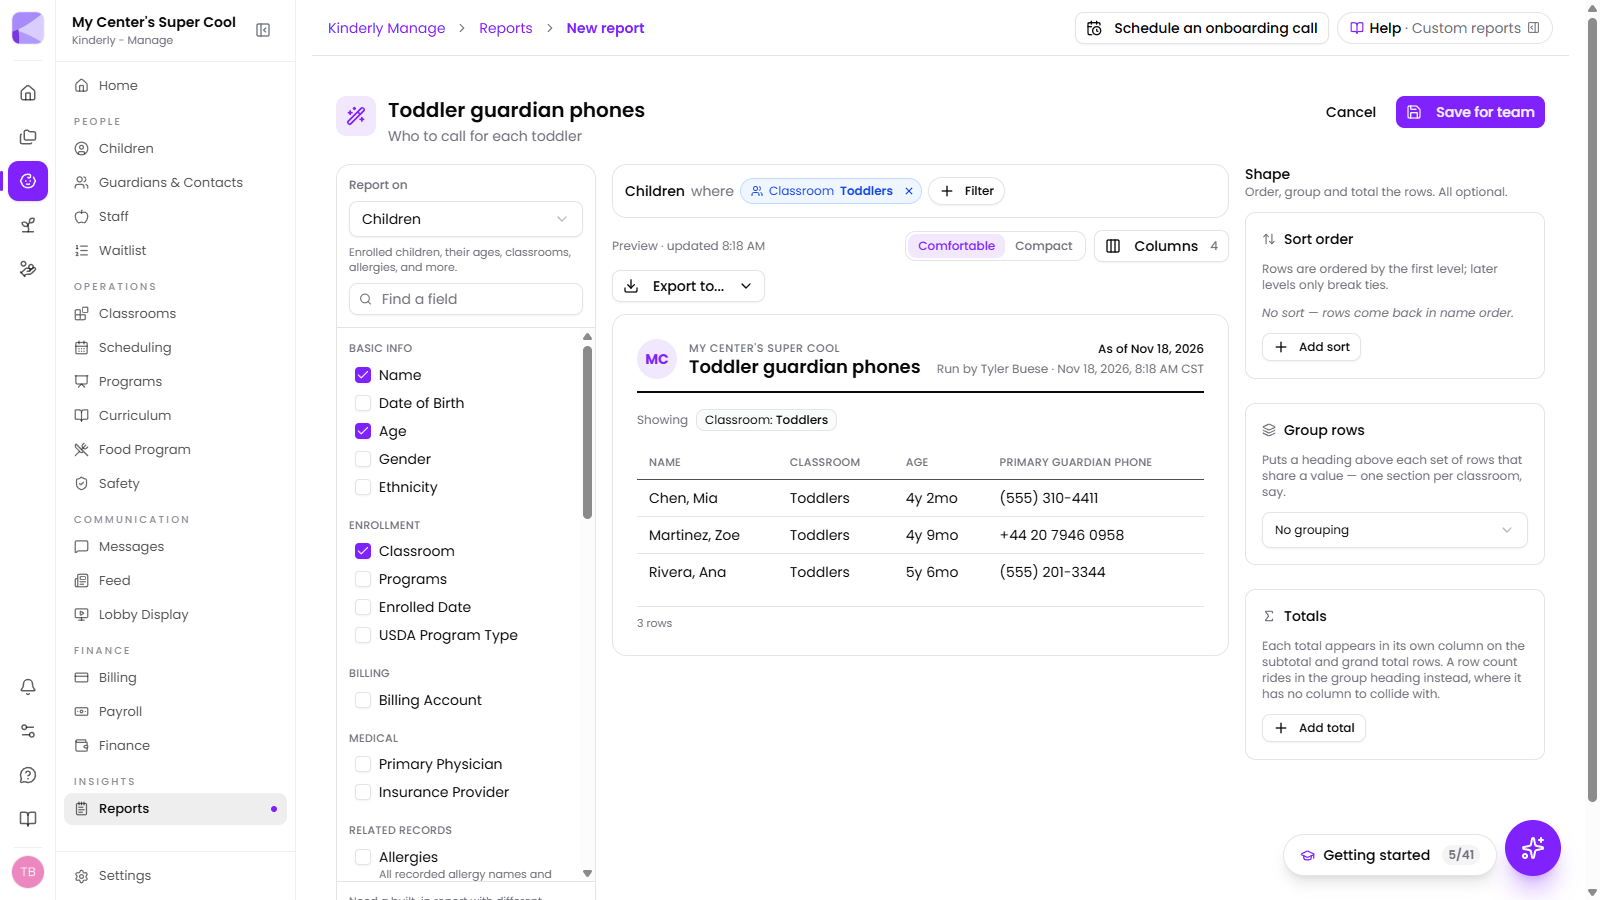 My Center's Super Cool
Kinderly - Manage
Home
PEOPLE
Children
Guardians & Contacts
Staff
Waitlist
OPERATIONS
Classrooms
Scheduling
Programs
Curriculum
Food Program
Safety
COMMUNICATION
Messages
Feed
Lobby Display
FINANCE
Billing
Payroll
Finance
INSIGHTS
Reports
Settings
TB
Kinderly Manage > Reports > New report
Schedule an onboarding call
Help · Custom reports
Toddler guardian phones
Who to call for each toddler
Cancel
Save for team
Report on
Children
Enrolled children, their ages, classrooms,
allergies, and more.
Find a field
BASIC INFO
Name
Date of Birth
Age
Gender
Ethnicity
ENROLLMENT
Classroom
Programs
Enrolled Date
USDA Program Type
BILLING
Billing Account
MEDICAL
Primary Physician
Insurance Provider
RELATED RECORDS
Allergies
All recorded allergy names and
Need a built-in report with different
Children where Classroom Toddlers × + Filter
Preview · updated 8:18 AM
Comfortable Compact
Columns 4
Export to...
MC
MY CENTER'S SUPER COOL
Toddler guardian phones
As of Nov 18, 2026
Run by Tyler Buese · Nov 18, 2026, 8:18 AM CST
Showing Classroom: Toddlers
NAME CLASSROOM AGE PRIMARY GUARDIAN PHONE
Chen, Mia Toddlers 4y 2mo (555) 310-4411
Martinez, Zoe Toddlers 4y 9mo +44 20 7946 0958
Rivera, Ana Toddlers 5y 6mo (555) 201-3344
3 rows
Shape
Order, group and total the rows. All optional.
Sort order
Rows are ordered by the first level; later
levels only break ties.
No sort — rows come back in name order.
+ Add sort
Group rows
Puts a heading above each set of rows that
share a value — one section per classroom,
say.
No grouping
Totals
Each total appears in its own column on the
subtotal and grand total rows. A row count
rides in the group heading instead, where it
has no column to collide with.
+ Add total
Getting started 5/41